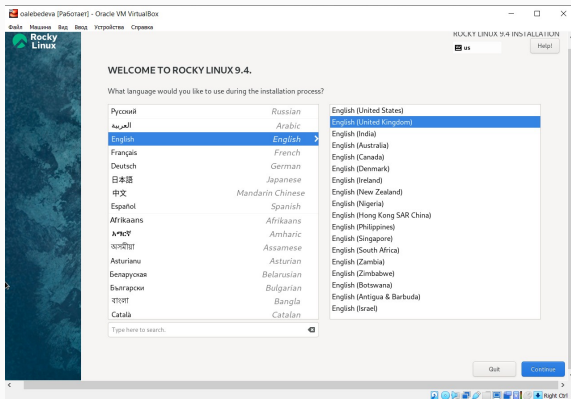 oalebedeva [Работает] - Oracle VM VirtualBox
Файл Машина Вид Ввод Устройства Справка
Rocky
Linux
ROCKY LINUX 9.4 INSTALLATION
us
Help!
WELCOME TO ROCKY LINUX 9.4.
What language would you like to use during the installation process?
Русский Russian
العربية Arabic
English English
Français French
Deutsch German
日本語 Japanese
中文 Mandarin Chinese
Español Spanish
Afrikaans Afrikaans
አማርኛ Amharic
অসমীয়া Assamese
Asturianu Asturian
Беларуская Belarusian
Български Bulgarian
বাংলা Bangla
Català Catalan
Type here to search.
English (United States)
English (United Kingdom)
English (India)
English (Australia)
English (Canada)
English (Denmark)
English (Ireland)
English (New Zealand)
English (Nigeria)
English (Hong Kong SAR China)
English (Philippines)
English (Singapore)
English (South Africa)
English (Zambia)
English (Zimbabwe)
English (Botswana)
English (Antigua & Barbuda)
English (Israel)
Quit
Continue
Right Ctrl